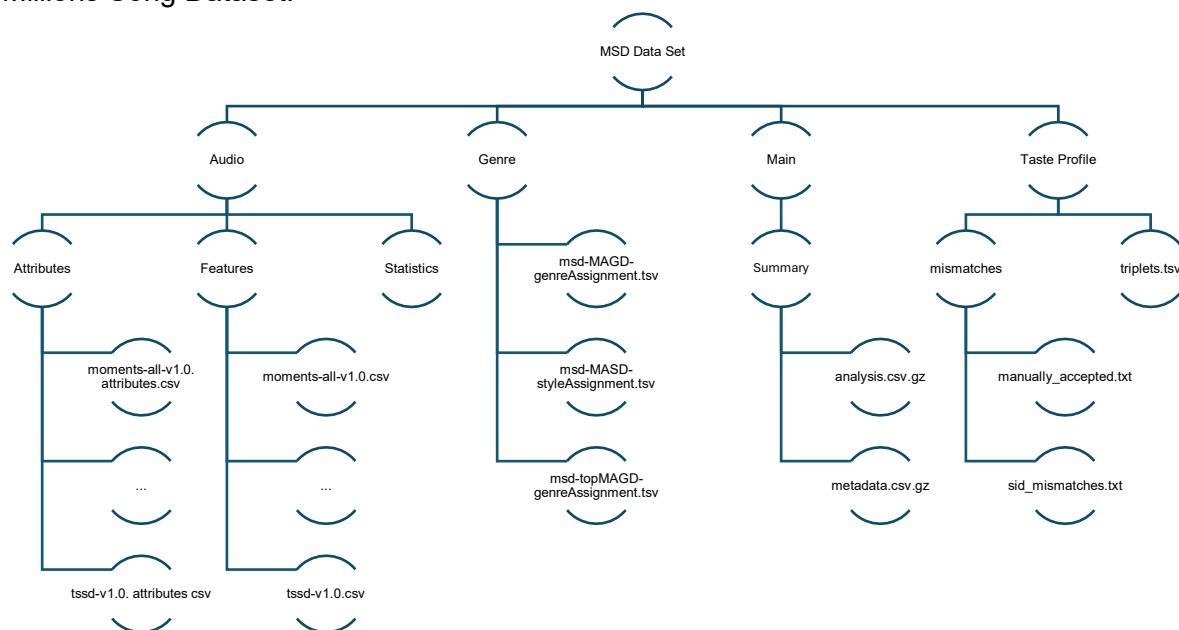 Millions Song Dataset.
MSD Data Set
Audio
Genre
Main
Taste Profile
Attributes
Features
Statistics
msd-MAGD-
genreAssignment.tsv
Summary
mismatches
triplets.tsv
moments-all-v1.0.
attributes.csv
moments-all-v1.0.csv
msd-MASD-
styleAssignment.tsv
analysis.csv.gz
manually_accepted.txt
...
...
msd-topMAGD-
genreAssignment.tsv
metadata.csv.gz
sid_mismatches.txt
tssd-v1.0. attributes csv
tssd-v1.0.csv